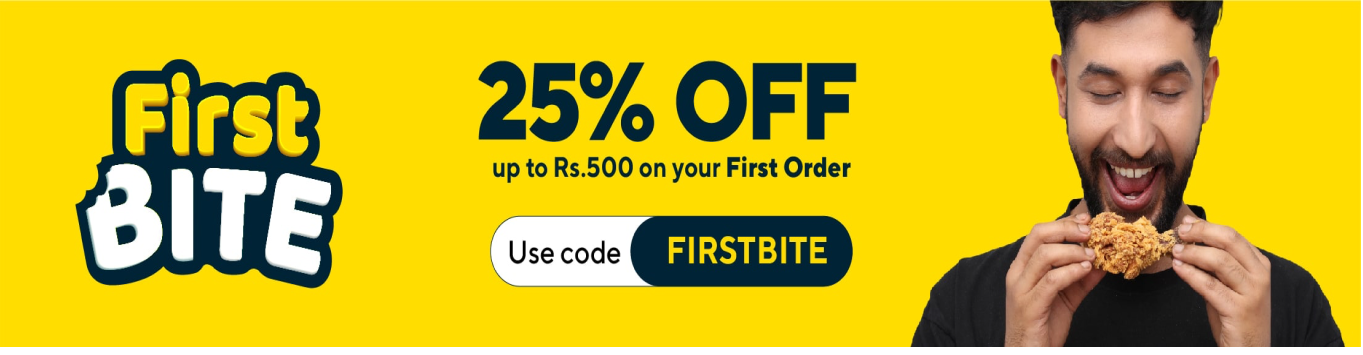 First
BITE
25% OFF
up to Rs.500 on your First Order
Use code FIRSTBITE